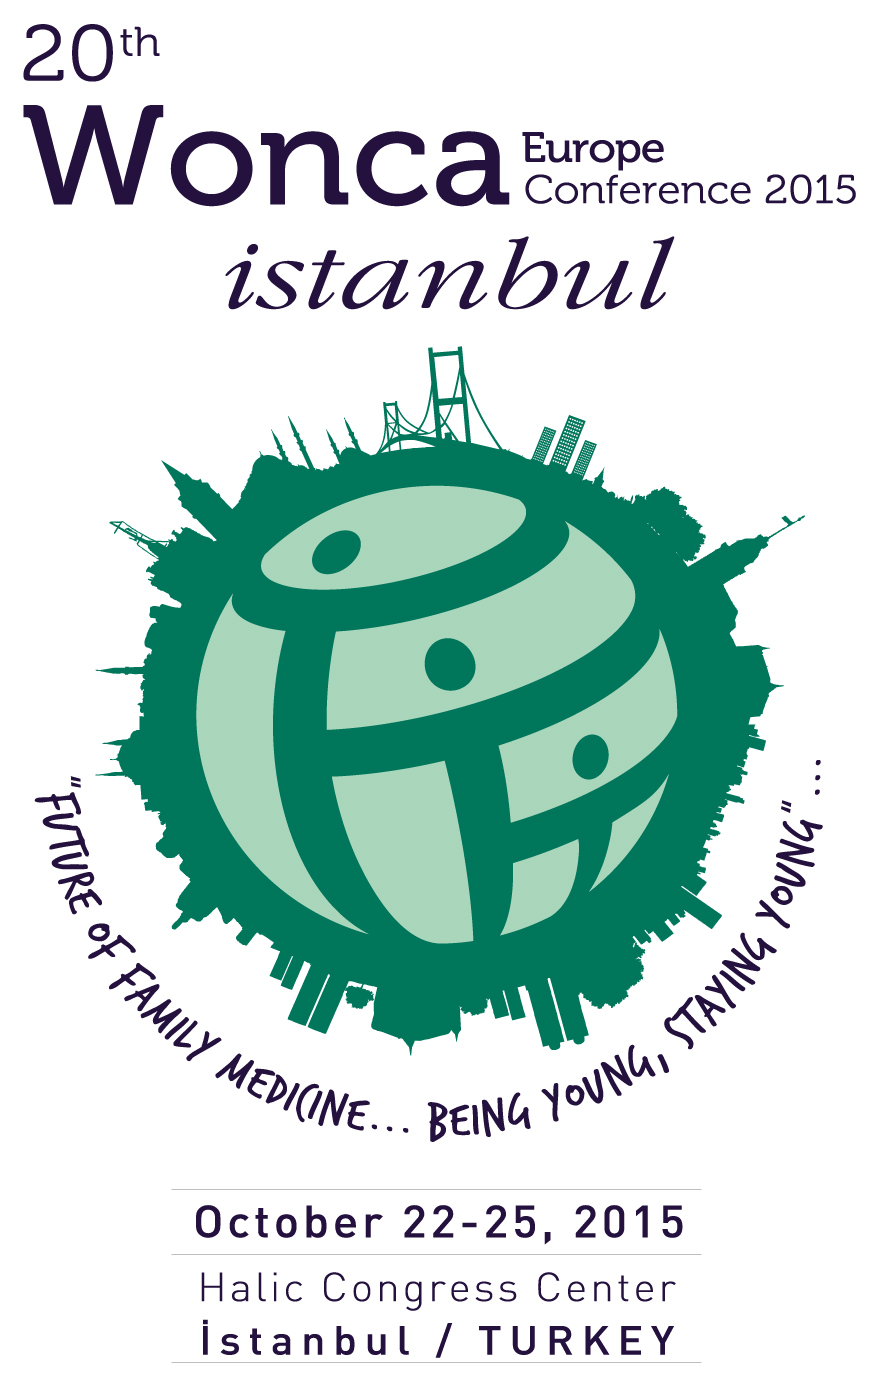 20th
Wonca Europe
Conference 2015
istanbul
"FUTURE OF FAMILY MEDICINE... BEING YOUNG, STAYING YOUNG"...
October 22-25, 2015
Halic Congress Center
İstanbul / TURKEY